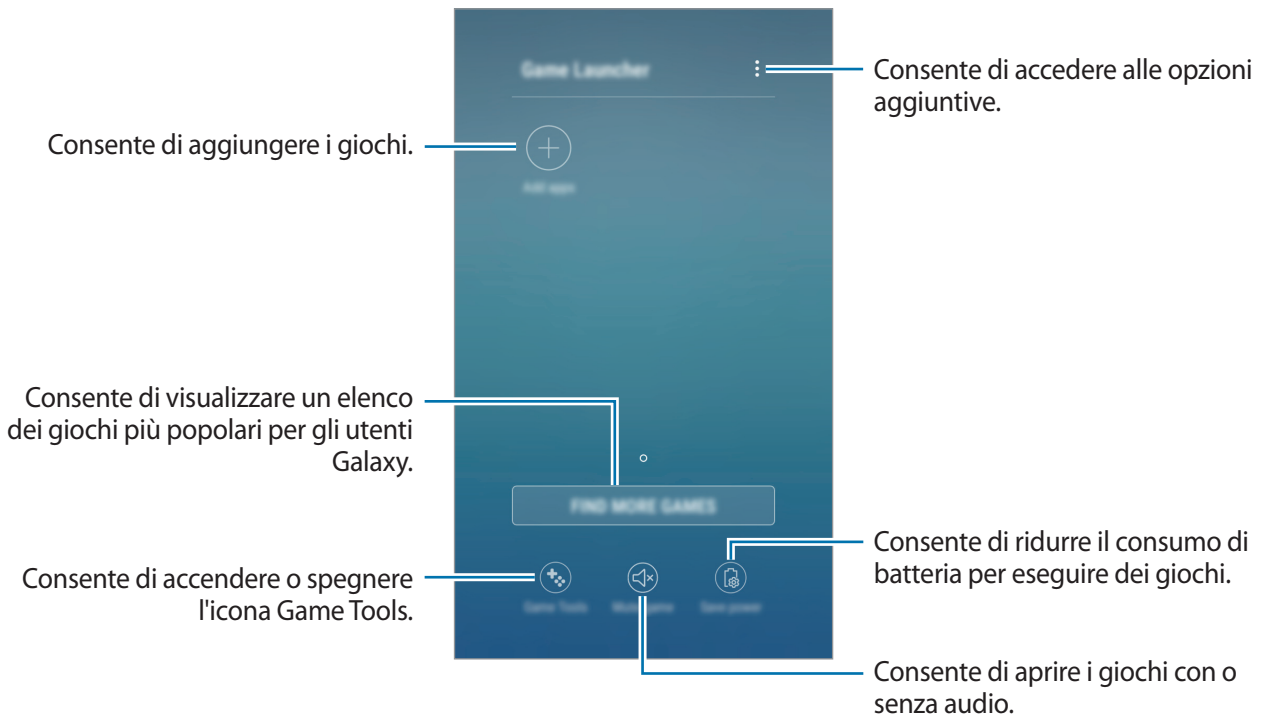 Game Launcher
Consente di accedere alle opzioni
aggiuntive.
Consente di aggiungere i giochi.
Add apps
Consente di visualizzare un elenco
dei giochi più popolari per gli utenti
Galaxy.
FIND MORE GAMES
Consente di ridurre il consumo di
batteria per eseguire dei giochi.
Consente di accendere o spegnere
l'icona Game Tools.
Game Tools
game
Save power
Consente di aprire i giochi con o
senza audio.